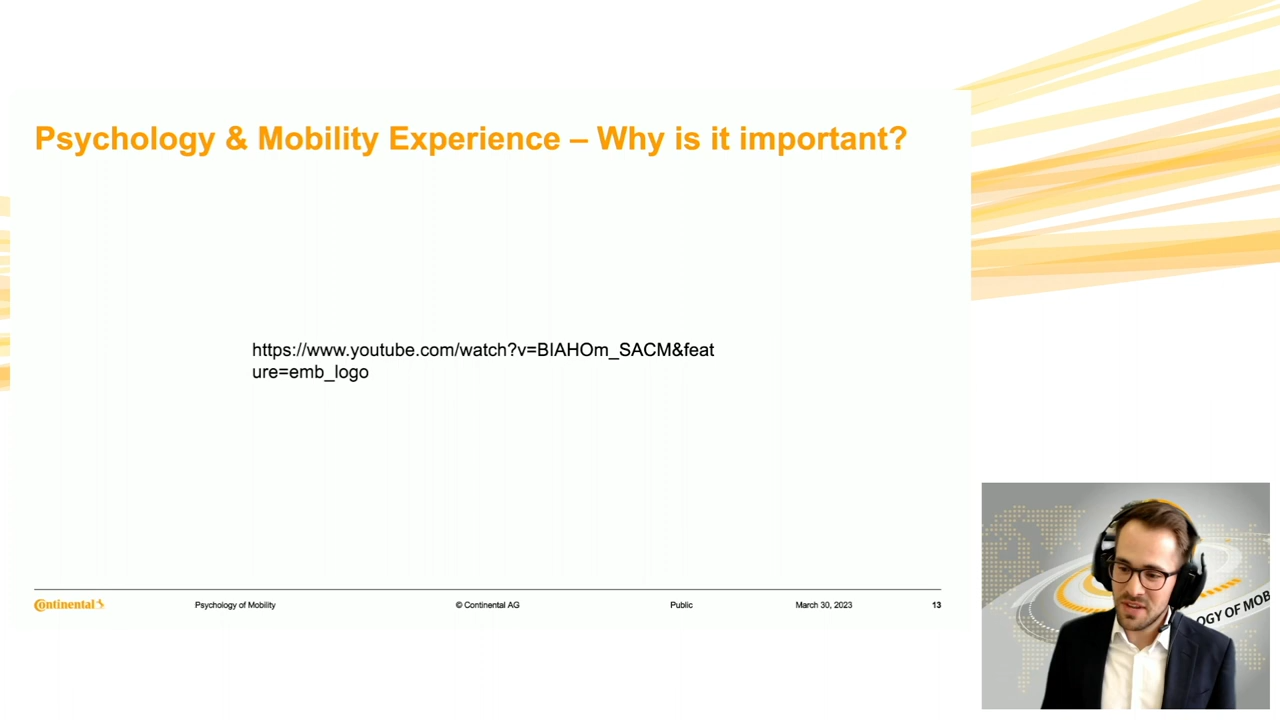 Psychology & Mobility Experience – Why is it important?
https://www.youtube.com/watch?v=BIAHOm_SACM&feat
ure=emb_logo
Continental
Psychology of Mobility
© Continental AG
Public
March 30, 2023
13
OGY OF MOB